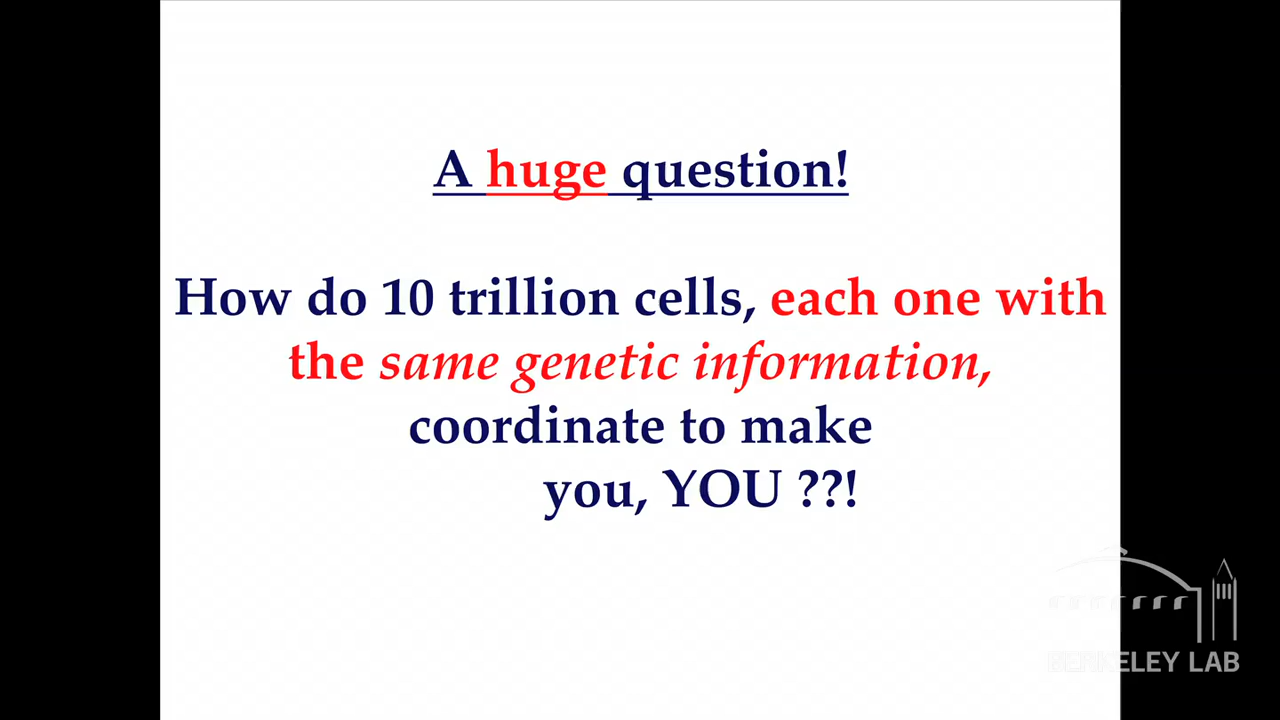 A huge question!
How do 10 trillion cells, each one with
the same genetic information,
coordinate to make
you, YOU ??!
BERKELEY LAB